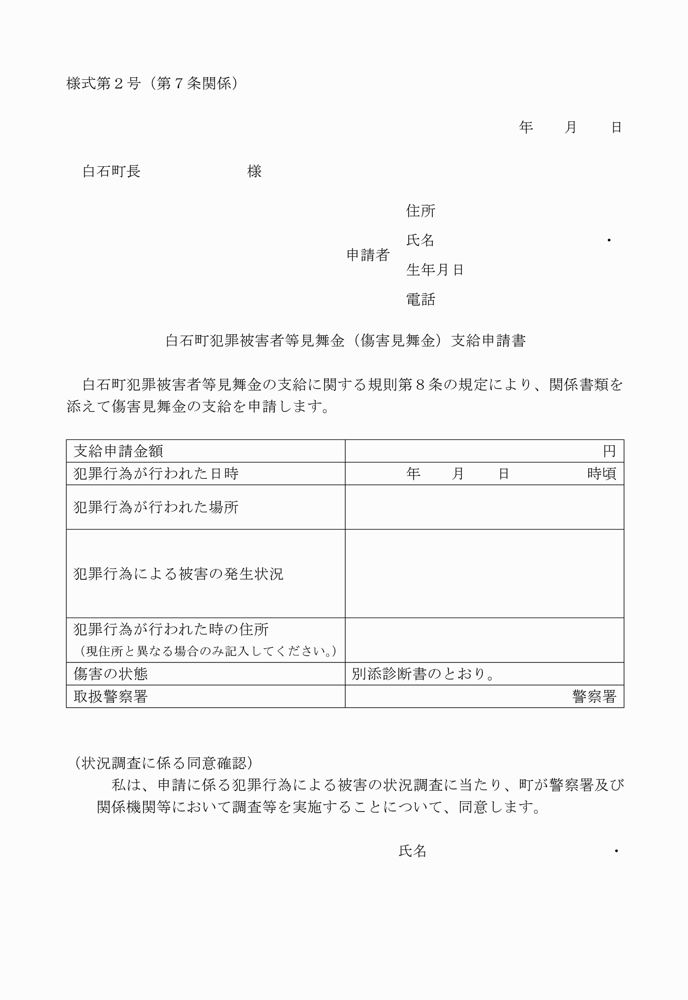 様式第２号（第７条関係）
年　　月　　日
白石町長　　　　　　　様
住所
氏名　　　　　　　　　　　　・
申請者
生年月日
電話
白石町犯罪被害者等見舞金（傷害見舞金）支給申請書
白石町犯罪被害者等見舞金の支給に関する規則第８条の規定により、関係書類を
添えて傷害見舞金の支給を申請します。
支給申請金額　　　円
犯罪行為が行われた日時　　　年　　月　　日　　　　　時頃
犯罪行為が行われた場所
犯罪行為による被害の発生状況
犯罪行為が行われた時の住所
（現住所と異なる場合のみ記入してください。）
傷害の状態　　　別添診断書のとおり。
取扱警察署　　　警察署
（状況調査に係る同意確認）
私は、申請に係る犯罪行為による被害の状況調査に当たり、町が警察署及び
関係機関等において調査等を実施することについて、同意します。
氏名　　　　　　　　　　　　・